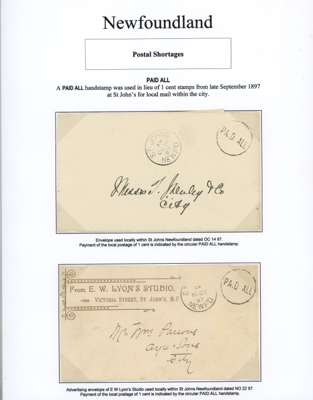 Newfoundland
Postal Shortages
PAID ALL
A PAID ALL handstamp was used in lieu of 1 cent stamps from late September 1897
at St John's for local mail within the city.
PAID ALL
City
Envelope used locally within St Johns Newfoundland dated OC 14 97.
Payment of the local postage of 1 cent is indicated by the circular PAID ALL handstamp.
From E. W. LYON'S STUDIO,
VICTORIA STREET, ST. JOHN'S, N.F.
PAID ALL
Mr Wm Parsons
City
Advertising envelope of E W Lyon's Studio used locally within St Johns Newfoundland dated NO 22 97
Payment of the local postage of 1 cent is indicated by the circular PAID ALL handstamp.